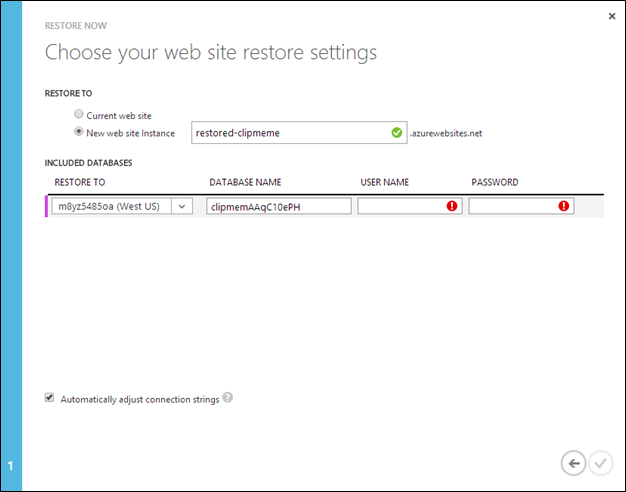 RESTORE NOW
Choose your web site restore settings
RESTORE TO
Current web site
New web site Instance restored-clipmeme .azurewebsites.net
INCLUDED DATABASES
RESTORE TO DATABASE NAME USER NAME PASSWORD
m8yz5485oa (West US) clipmemAAqC10ePH
Automatically adjust connection strings ?
1